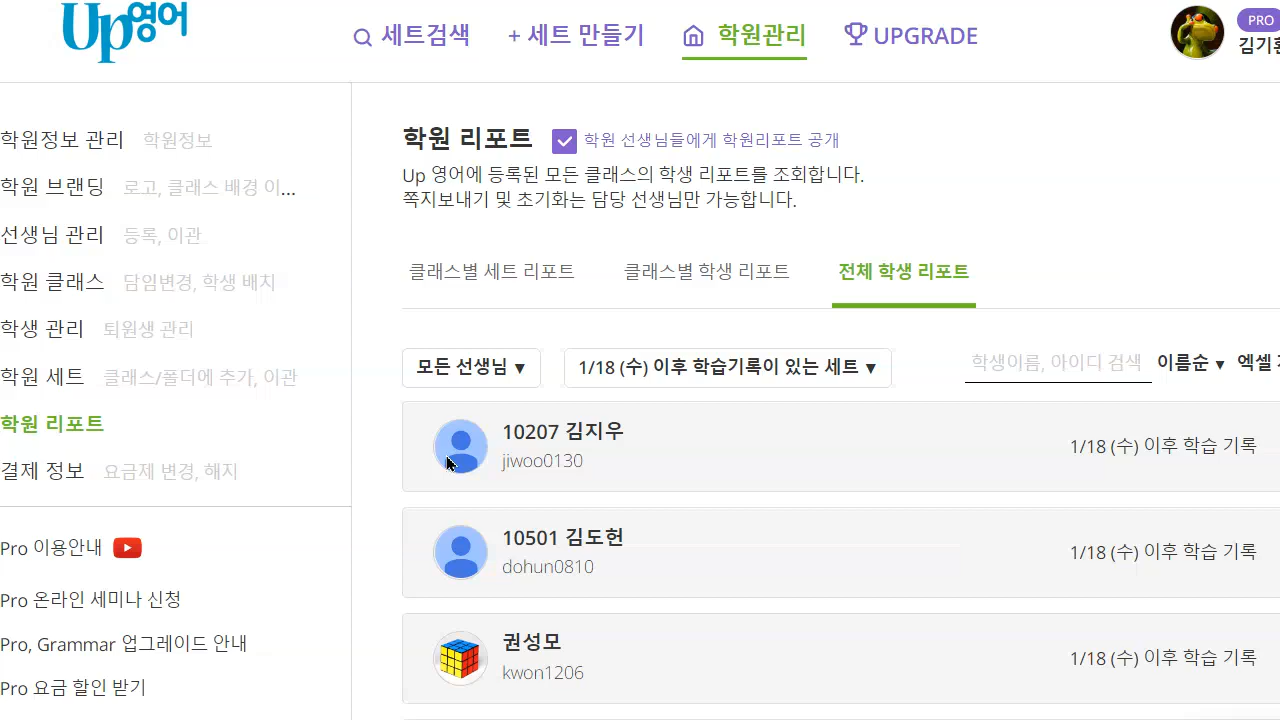 Up영어
세트검색
+ 세트 만들기
학원관리
UPGRADE
PRO
학원정보 관리 학원정보
학원 브랜딩 로고, 클래스 배경 이...
선생님 관리 등록, 이관
학원 클래스 담임변경, 학생 배치
학생 관리 퇴원생 관리
학원 세트 클래스/폴더에 추가, 이관
학원 리포트
결제 정보 요금제 변경, 해지
Pro 이용안내
Pro 온라인 세미나 신청
Pro, Grammar 업그레이드 안내
Pro 요금 할인 받기
학원 리포트 학원 선생님들에게 학원리포트 공개
Up 영어에 등록된 모든 클래스의 학생 리포트를 조회합니다.
쪽지보내기 및 초기화는 담당 선생님만 가능합니다.
클래스별 세트 리포트 클래스별 학생 리포트 전체 학생 리포트
모든 선생님 ▼ 1/18 (수) 이후 학습기록이 있는 세트 ▼ 학생이름, 아이디 검색 이름순 ▼ 엑셀
10207 김지우
jiwoo0130
1/18 (수) 이후 학습 기록
10501 김도헌
dohun0810
1/18 (수) 이후 학습 기록
권성모
kwon1206
1/18 (수) 이후 학습 기록